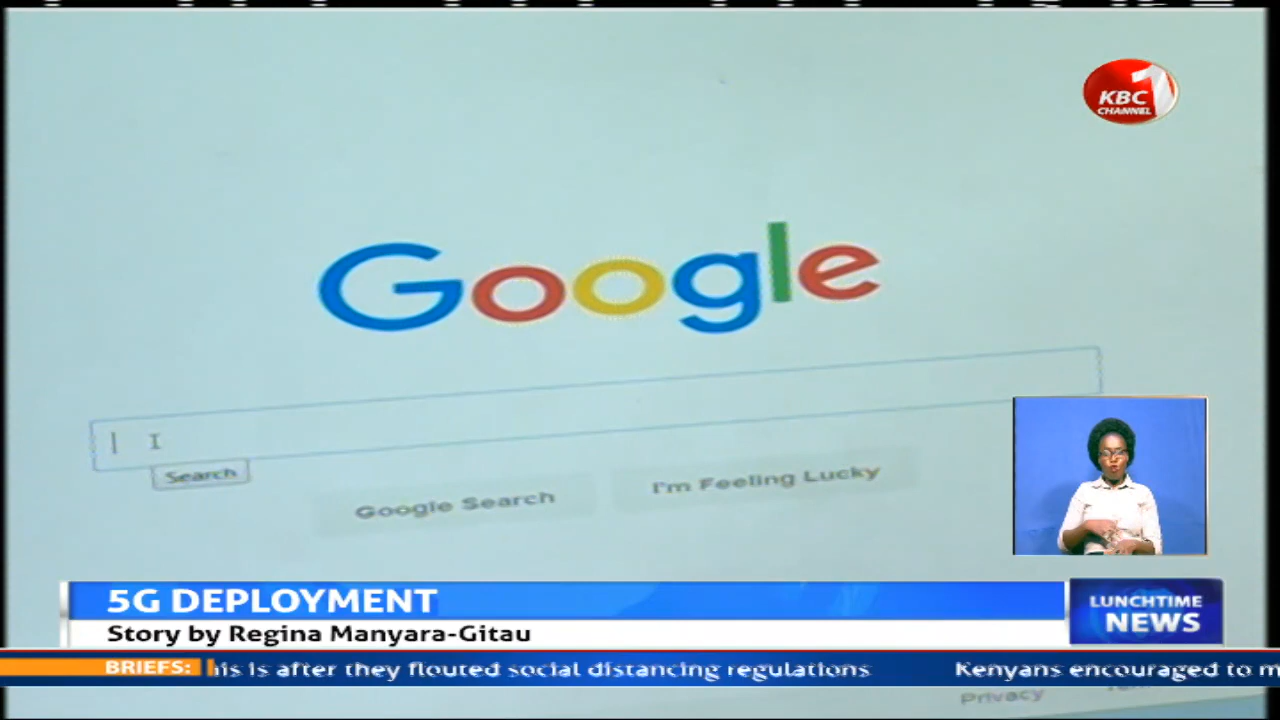 KBC 1
CHANNEL
Google
Search
Google Search
I'm Feeling Lucky
5G DEPLOYMENT
Story by Regina Manyara-Gitau
LUNCHTIME
NEWS
BRIEFS: his is after they flouted social distancing regulations Kenyans encouraged to m
Privacy